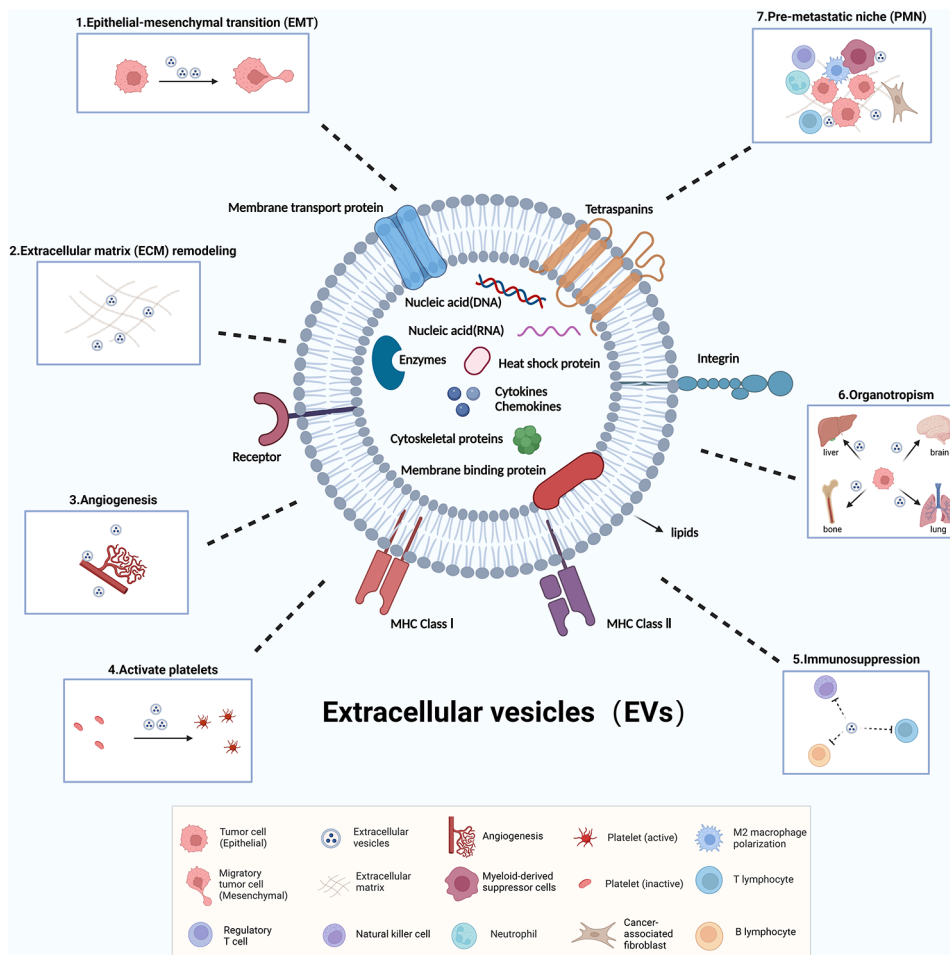 1.Epithelial-mesenchymal transition (EMT)
7.Pre-metastatic niche (PMN)
Membrane transport protein
Tetraspanins
2.Extracellular matrix (ECM) remodeling
Nucleic acid(DNA)
Nucleic acid(RNA)
Enzymes
Heat shock protein
Integrin
Cytokines
Chemokines
6.Organotropism
liver
brain
bone
lung
Cytoskeletal proteins
Receptor
Membrane binding protein
3.Angiogenesis
lipids
MHC Class Ⅰ
MHC Class Ⅱ
4.Activate platelets
5.Immunosuppression
Extracellular vesicles（EVs）
Tumor cell
(Epithelial)
Extracellular
vesicles
Angiogenesis
Platelet (active)
M2 macrophage
polarization
Migratory
tumor cell
(Mesenchymal)
Extracellular
matrix
Myeloid-derived
suppressor cells
Platelet (inactive)
T lymphocyte
Regulatory
T cell
Natural killer cell
Neutrophil
Cancer-
associated
fibroblast
B lymphocyte